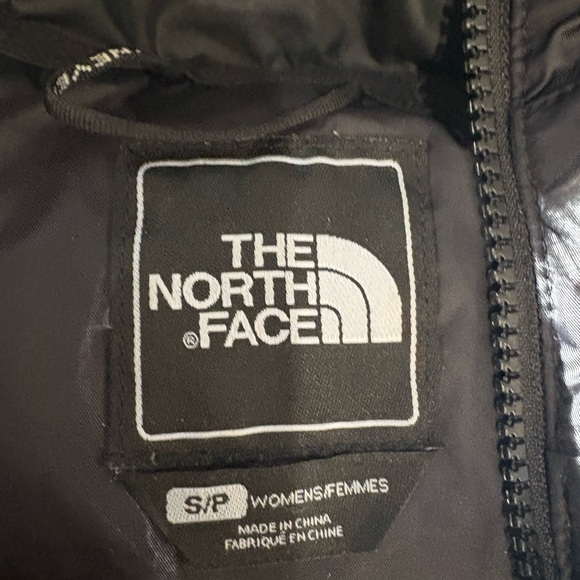 THE
NORTH
®FACE
S/P WOMENS/FEMMES
MADE IN CHINA
FABRIQUÉ EN CHINE